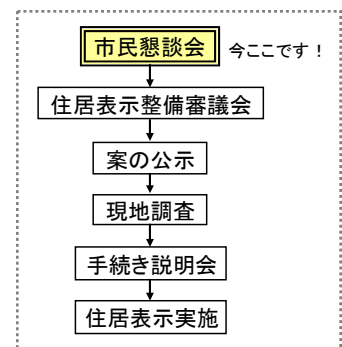 市民懇談会 今ここです！
住居表示整備審議会
案の公示
現地調査
手続き説明会
住居表示実施